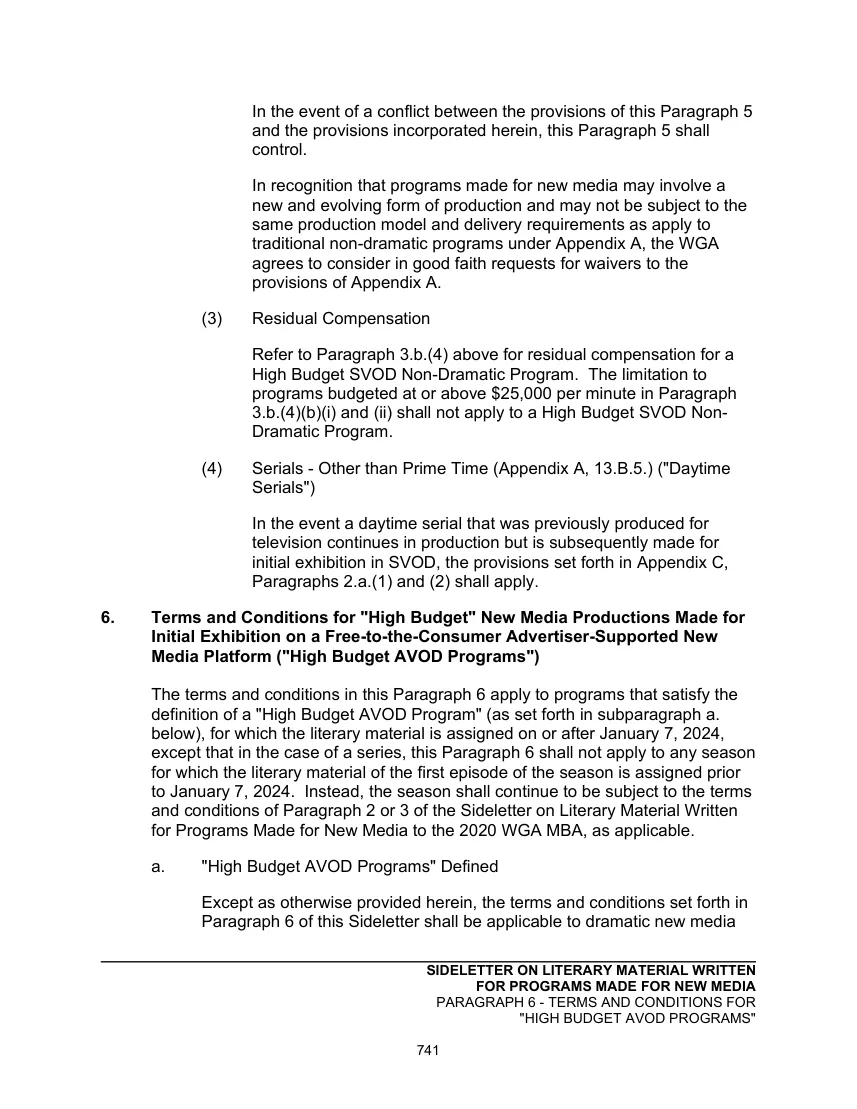 In the event of a conflict between the provisions of this Paragraph 5
and the provisions incorporated herein, this Paragraph 5 shall
control.
In recognition that programs made for new media may involve a
new and evolving form of production and may not be subject to the
same production model and delivery requirements as apply to
traditional non-dramatic programs under Appendix A, the WGA
agrees to consider in good faith requests for waivers to the
provisions of Appendix A.
(3) Residual Compensation
Refer to Paragraph 3.b.(4) above for residual compensation for a
High Budget SVOD Non-Dramatic Program.  The limitation to
programs budgeted at or above $25,000 per minute in Paragraph
3.b.(4)(b)(i) and (ii) shall not apply to a High Budget SVOD Non-
Dramatic Program.
(4) Serials - Other than Prime Time (Appendix A, 13.B.5.) ("Daytime
Serials")
In the event a daytime serial that was previously produced for
television continues in production but is subsequently made for
initial exhibition in SVOD, the provisions set forth in Appendix C,
Paragraphs 2.a.(1) and (2) shall apply.
6. Terms and Conditions for "High Budget" New Media Productions Made for
Initial Exhibition on a Free-to-the-Consumer Advertiser-Supported New
Media Platform ("High Budget AVOD Programs")
The terms and conditions in this Paragraph 6 apply to programs that satisfy the
definition of a "High Budget AVOD Program" (as set forth in subparagraph a.
below), for which the literary material is assigned on or after January 7, 2024,
except that in the case of a series, this Paragraph 6 shall not apply to any season
for which the literary material of the first episode of the season is assigned prior
to January 7, 2024.  Instead, the season shall continue to be subject to the terms
and conditions of Paragraph 2 or 3 of the Sideletter on Literary Material Written
for Programs Made for New Media to the 2020 WGA MBA, as applicable.
a. "High Budget AVOD Programs" Defined
Except as otherwise provided herein, the terms and conditions set forth in
Paragraph 6 of this Sideletter shall be applicable to dramatic new media
SIDELETTER ON LITERARY MATERIAL WRITTEN
FOR PROGRAMS MADE FOR NEW MEDIA
PARAGRAPH 6 - TERMS AND CONDITIONS FOR
"HIGH BUDGET AVOD PROGRAMS"
741